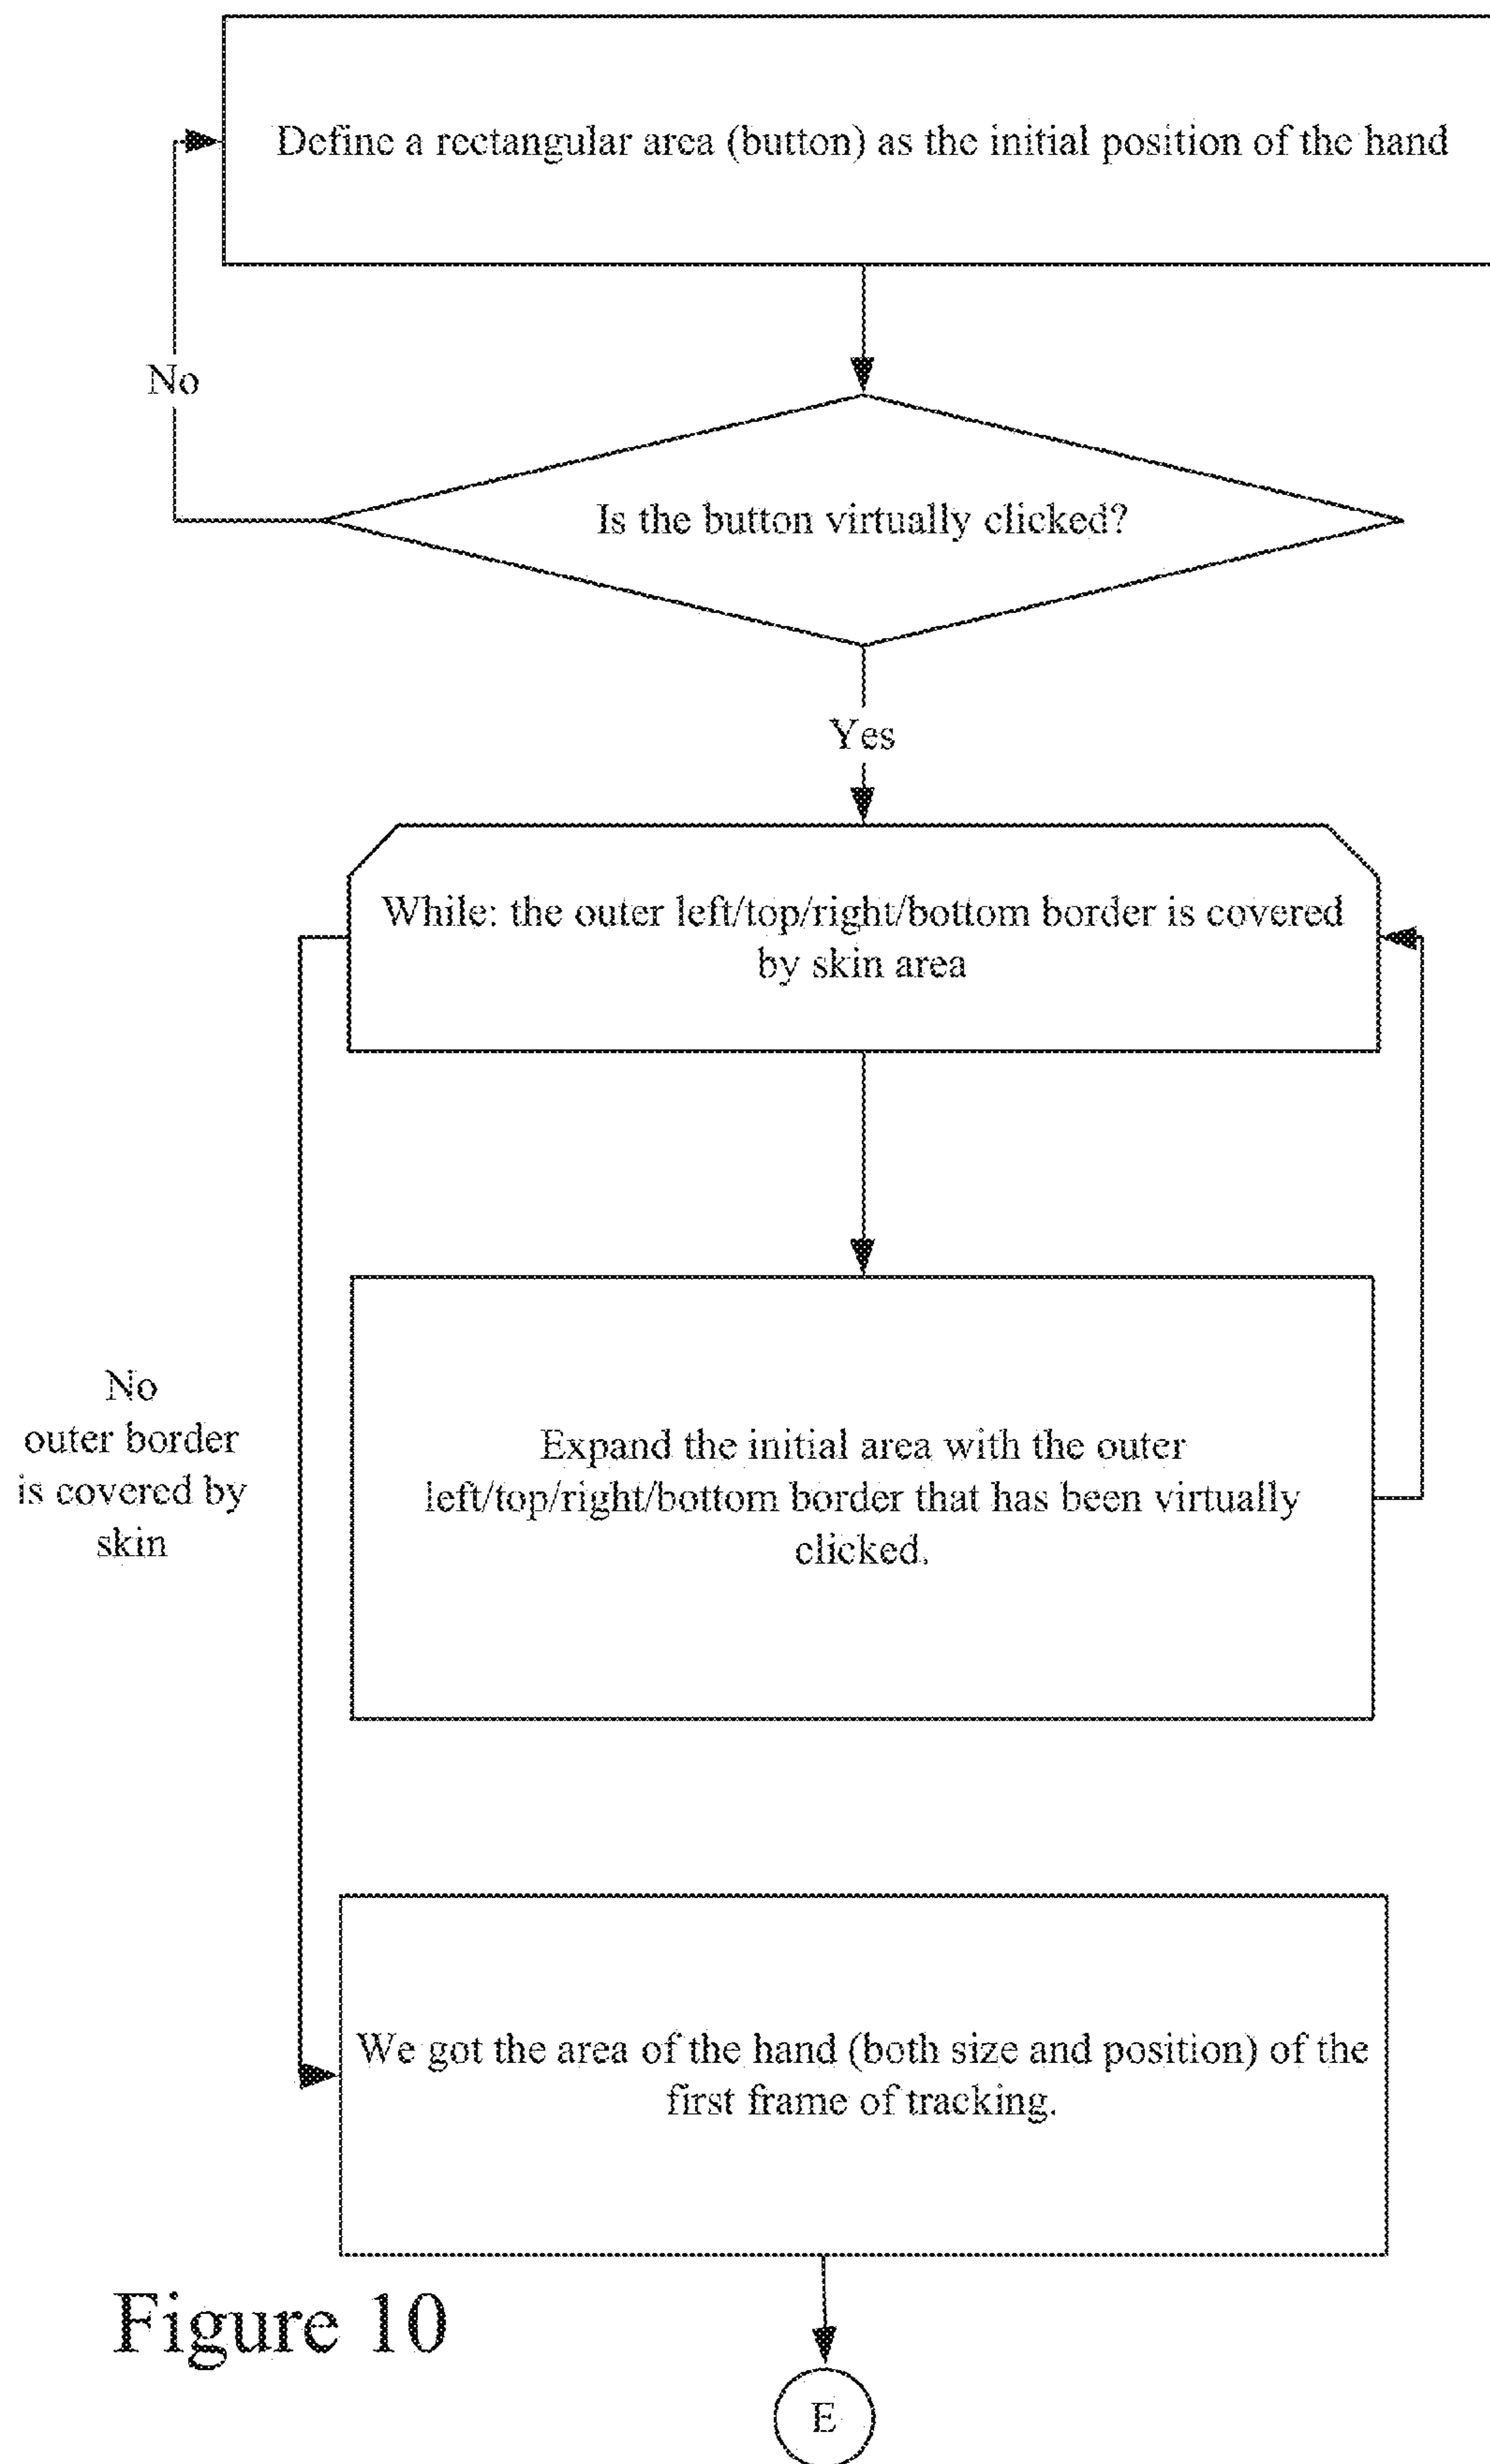 Define a rectangular area (button) as the initial position of the hand
No
Is the button virtually clicked?
Yes
While: the outer left/top/right/bottom border is covered
by skin area
No
outer border
is covered by
skin
Expand the initial area with the outer
left/top/right/bottom border that has been virtually
clicked.
We got the area of the hand (both size and position) of the
first frame of tracking.
Figure 10
E